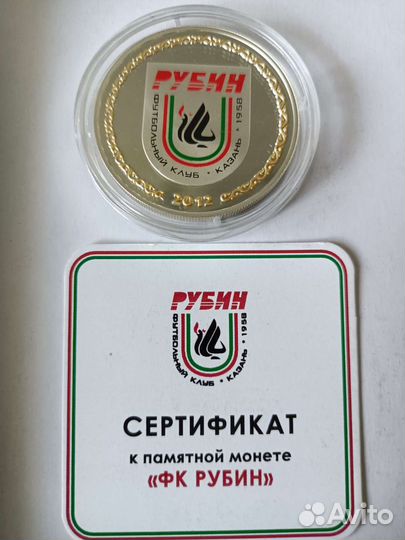 РУБИН
ФУТБОЛЬНЫЙ КЛУБ • КАЗАНЬ • 1958
2012
РУБИН
ФУТБОЛЬНЫЙ КЛУБ • КАЗАНЬ • 1958
СЕРТИФИКАТ
к памятной монете
«ФК РУБИН»
Avito